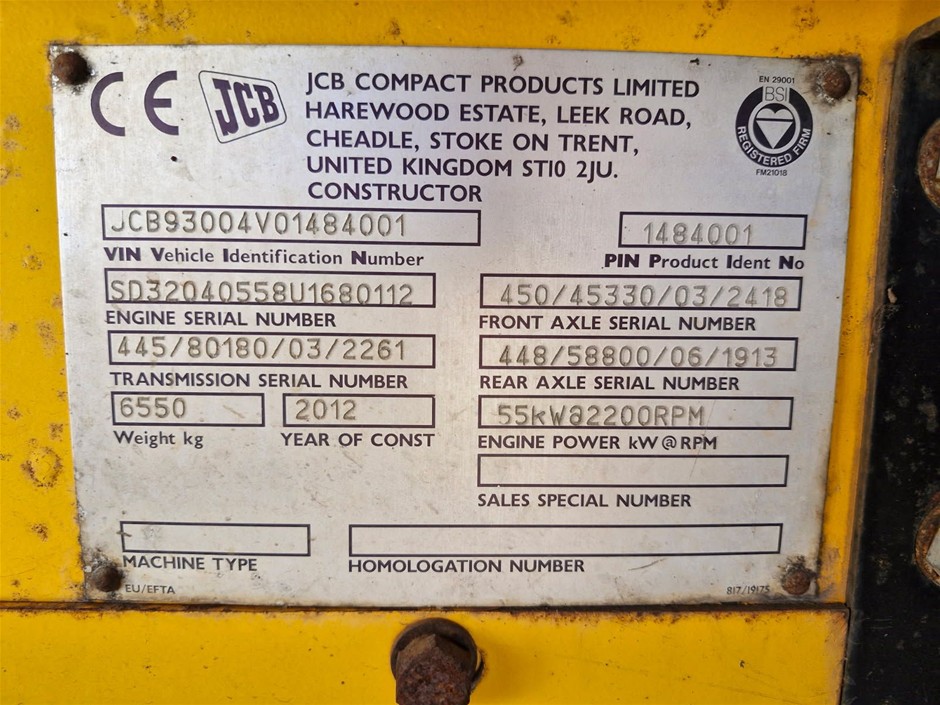 CE JCB JCB COMPACT PRODUCTS LIMITED
HAREWOOD ESTATE, LEEK ROAD,
CHEADLE, STOKE ON TRENT,
UNITED KINGDOM ST10 2JU.
CONSTRUCTOR
EN 29001
BSI
REGISTERED FIRM
FM21018
JCB93004V01484001
VIN Vehicle Identification Number
1484001
PIN Product Ident No
SD32040558U1680112
ENGINE SERIAL NUMBER
450/45330/03/2418
FRONT AXLE SERIAL NUMBER
445/80180/03/2261
TRANSMISSION SERIAL NUMBER
448/58800/06/1913
REAR AXLE SERIAL NUMBER
6550
Weight kg
2012
YEAR OF CONST
55kW@2200RPM
ENGINE POWER kW @ RPM
SALES SPECIAL NUMBER
MACHINE TYPE
HOMOLOGATION NUMBER
EU/EFTA
817/19175